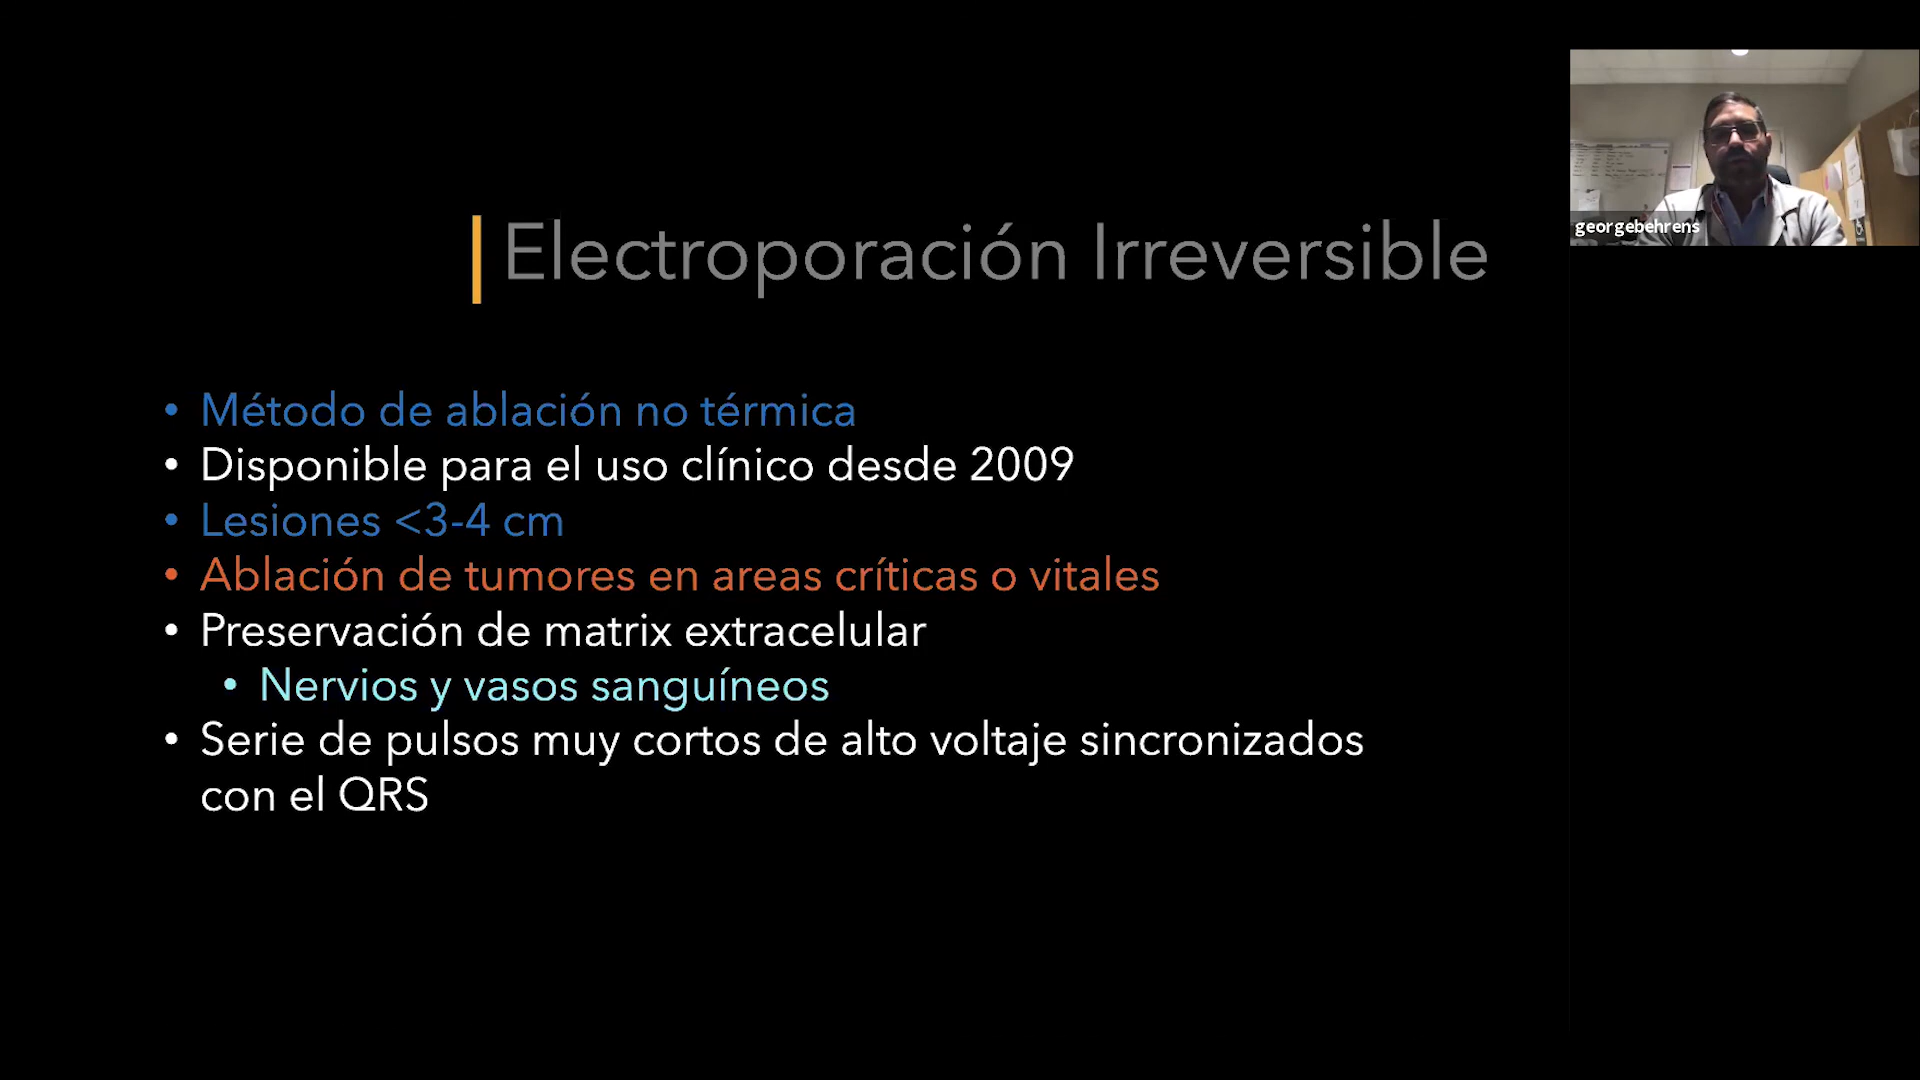 Electroporación Irreversible
• Método de ablación no térmica
• Disponible para el uso clínico desde 2009
• Lesiones <3-4 cm
• Ablación de tumores en areas críticas o vitales
• Preservación de matrix extracelular
• Nervios y vasos sanguíneos
• Serie de pulsos muy cortos de alto voltaje sincronizados
con el QRS
georgebehrens